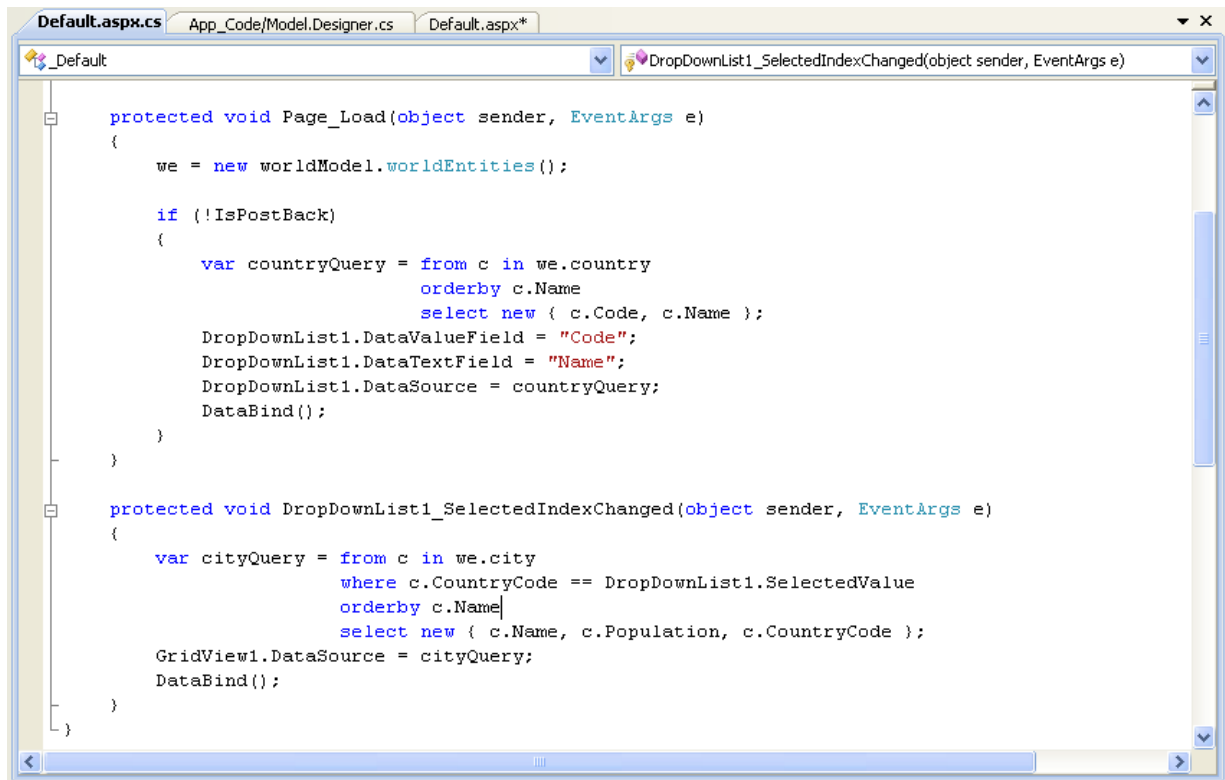 Default.aspx.cs App_Code/Model.Designer.cs Default.aspx*
_Default DropDownList1_SelectedIndexChanged(object sender, EventArgs e)
protected void Page_Load(object sender, EventArgs e)
{
we = new worldModel.worldEntities();
if (!IsPostBack)
{
var countryQuery = from c in we.country
orderby c.Name
select new { c.Code, c.Name };
DropDownList1.DataValueField = "Code";
DropDownList1.DataTextField = "Name";
DropDownList1.DataSource = countryQuery;
DataBind();
}
}
protected void DropDownList1_SelectedIndexChanged(object sender, EventArgs e)
{
var cityQuery = from c in we.city
where c.CountryCode == DropDownList1.SelectedValue
orderby c.Name
select new { c.Name, c.Population, c.CountryCode };
GridView1.DataSource = cityQuery;
DataBind();
}
}